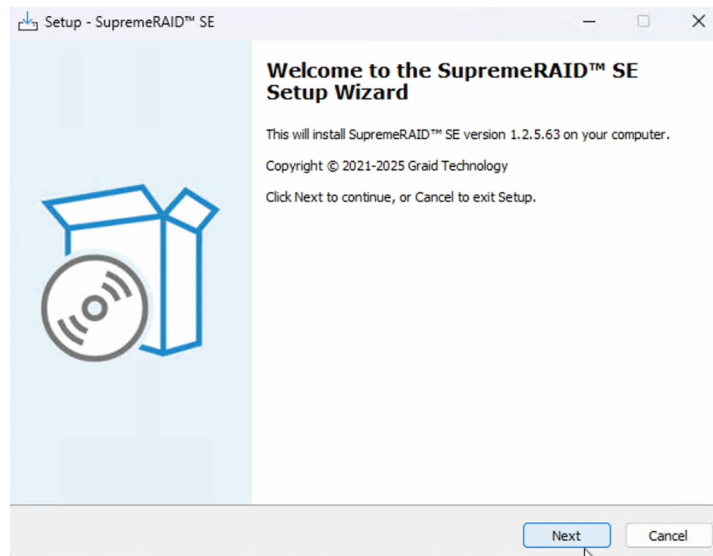 Setup - SupremeRAID™ SE
Welcome to the SupremeRAID™ SE
Setup Wizard
This will install SupremeRAID™ SE version 1.2.5.63 on your computer.
Copyright © 2021-2025 Graid Technology
Click Next to continue, or Cancel to exit Setup.
Next
Cancel